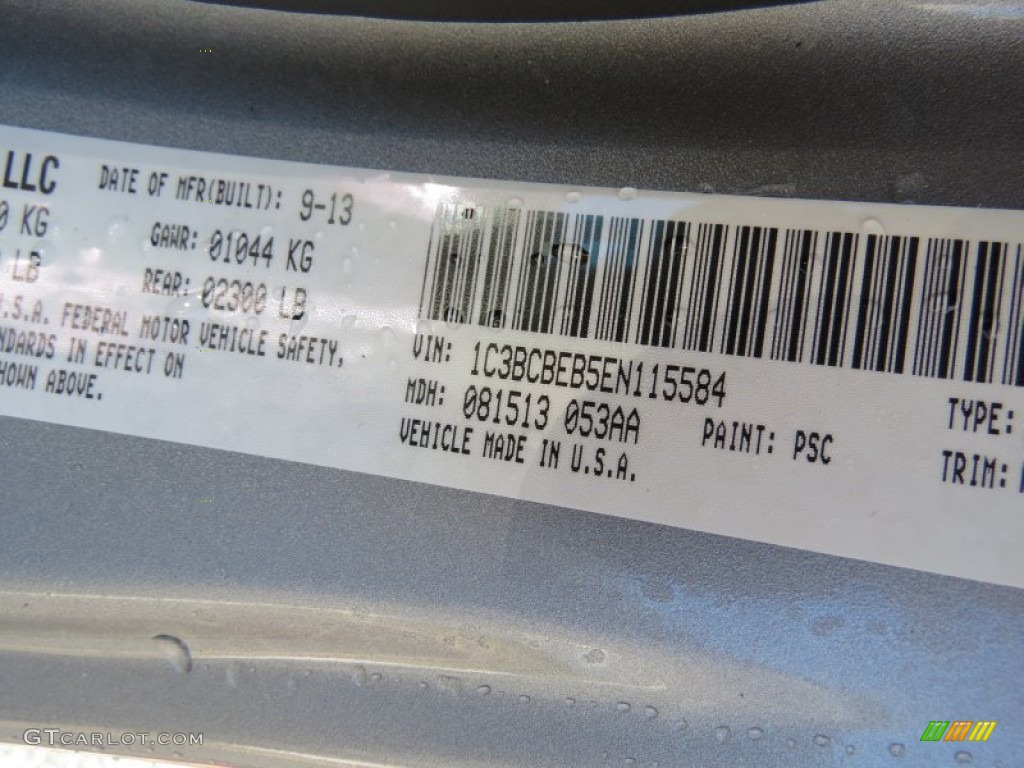 LLC
DATE OF MFR(BUILT): 9-13
0 KG
GAWR: 01044 KG
LB
REAR: 02300 LB
U.S.A. FEDERAL MOTOR VEHICLE SAFETY,
NDARDS IN EFFECT ON
HOWN ABOVE.
VIN: 1C3BCBEB5EN115584
MDH: 081513 053AA
VEHICLE MADE IN U.S.A.
PAINT: PSC
TYPE:
TRIM:
GTCARLOT.COM